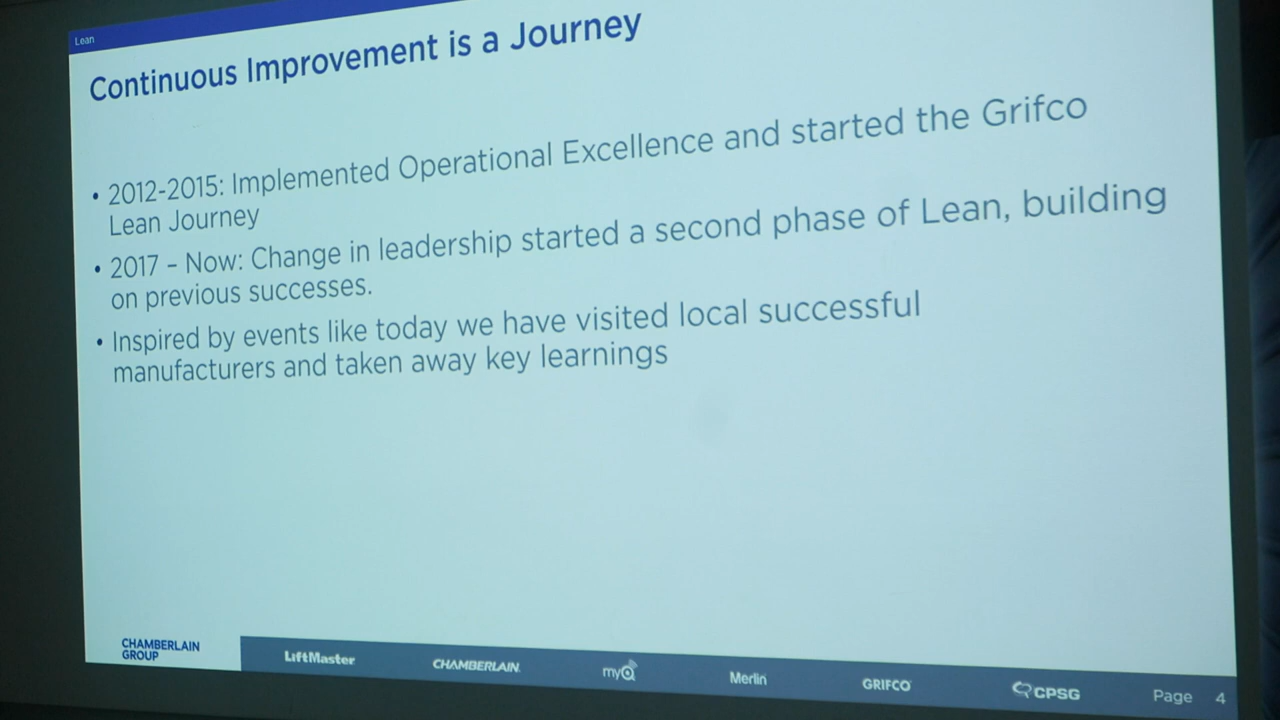 Lean
Continuous Improvement is a Journey
• 2012-2015: Implemented Operational Excellence and started the Grifco
Lean Journey
• 2017 – Now: Change in leadership started a second phase of Lean, building
on previous successes.
• Inspired by events like today we have visited local successful
manufacturers and taken away key learnings
CHAMBERLAIN
GROUP
LiftMaster
CHAMBERLAIN
myQ
Merlin
GRIFCO
CPSG
Page 4